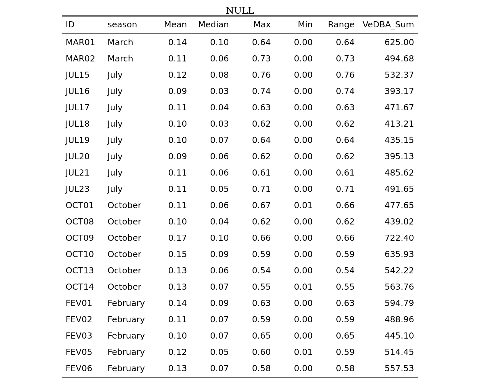 NULL
ID season Mean Median Max Min Range VeDBA_Sum
MAR01 March 0.14 0.10 0.64 0.00 0.64 625.00
MAR02 March 0.11 0.06 0.73 0.00 0.73 494.68
JUL15 July 0.12 0.08 0.76 0.00 0.76 532.37
JUL16 July 0.09 0.03 0.74 0.00 0.74 393.17
JUL17 July 0.11 0.04 0.63 0.00 0.63 471.67
JUL18 July 0.10 0.03 0.62 0.00 0.62 413.21
JUL19 July 0.10 0.07 0.64 0.00 0.64 435.15
JUL20 July 0.09 0.06 0.62 0.00 0.62 395.13
JUL21 July 0.11 0.06 0.61 0.00 0.61 485.62
JUL23 July 0.11 0.05 0.71 0.00 0.71 491.65
OCT01 October 0.11 0.06 0.67 0.01 0.66 477.65
OCT08 October 0.10 0.04 0.62 0.00 0.62 439.02
OCT09 October 0.17 0.10 0.66 0.00 0.66 722.40
OCT10 October 0.15 0.09 0.59 0.00 0.59 635.93
OCT13 October 0.13 0.06 0.54 0.00 0.54 542.22
OCT14 October 0.13 0.07 0.55 0.01 0.55 563.76
FEV01 February 0.14 0.09 0.63 0.00 0.63 594.79
FEV02 February 0.11 0.07 0.59 0.00 0.59 488.96
FEV03 February 0.10 0.07 0.65 0.00 0.65 445.10
FEV05 February 0.12 0.05 0.60 0.01 0.59 514.45
FEV06 February 0.13 0.07 0.58 0.00 0.58 557.53